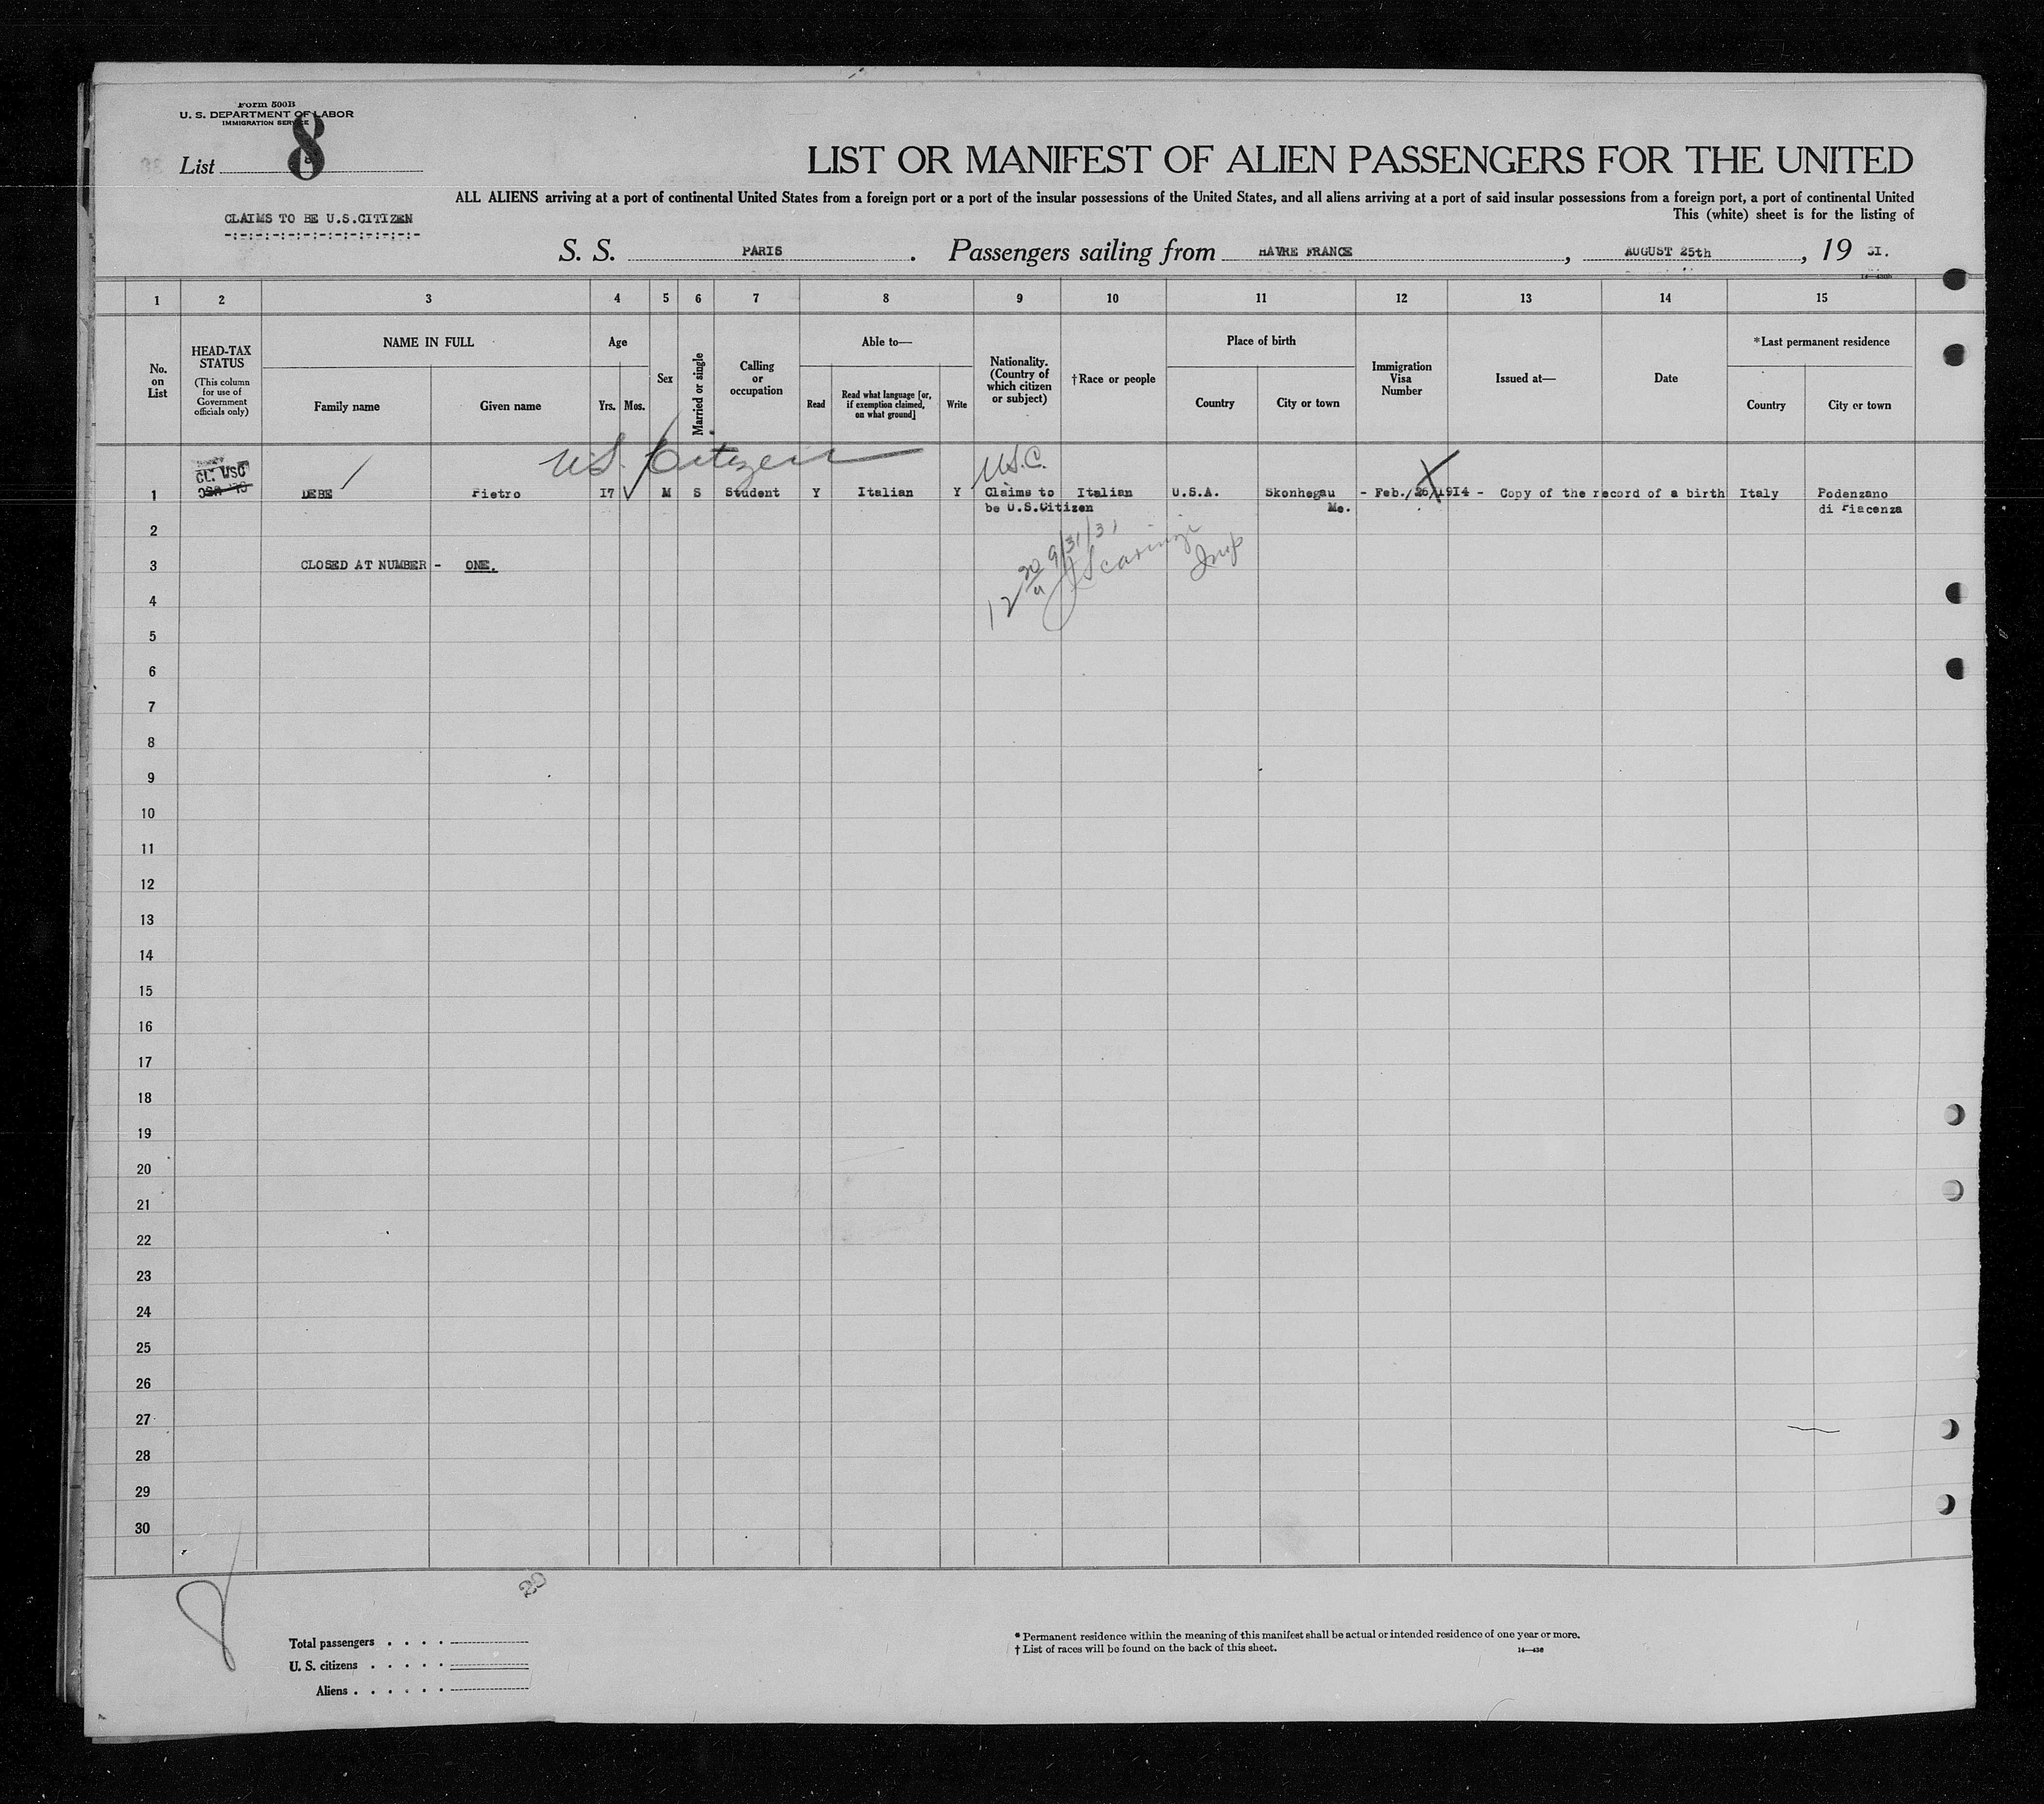 Form 500B
U. S. DEPARTMENT OF LABOR
IMMIGRATION SERVICE
List 8
LIST OR MANIFEST OF ALIEN PASSENGERS FOR THE UNITED
ALL ALIENS arriving at a port of continental United States from a foreign port or a port of the insular possessions of the United States, and all aliens arriving at a port of said insular possessions from a foreign port, a port of continental United
This (white) sheet is for the listing of
CLAIMS TO BE U.S.CITIZEN
-:-:-:-:-:-:-:-:-:-:-:-
S. S. PARIS . Passengers sailing from HAVRE FRANCE , AUGUST 25th , 19 3I.
1 2 3 4 5 6 7 8 9 10 11 12 13 14 15
No. on List
HEAD-TAX STATUS
(This column for use of Government officials only)
NAME IN FULL
Family name
Given name
Age
Yrs.
Mos.
Sex
Married or single
Calling or occupation
Able to—
Read
Read what language [or, if exemption claimed, on what ground]
Write
Nationality. (Country of which citizen or subject)
†Race or people
Place of birth
Country
City or town
Immigration Visa Number
Issued at—
Date
*Last permanent residence
Country
City or town
U.S. Citizen
U.S.C.
CL. USC
1 DEBE Pietro I7 M S Student Y Italian Y Claims to Italian U.S.A. Skonhegau - Feb./26/I9I4 - Copy of the record of a birth Italy Podenzano
be U.S.Citizen Me. di Piacenza
2
3 CLOSED AT NUMBER - ONE.
9/31/31
Insp
4
5
6
7
8
9
10
11
12
13
14
15
16
17
18
19
20
21
22
23
24
25
26
27
28
29
30
8
20
Total passengers . . . .
U. S. citizens . . . . .
Aliens . . . . . .
* Permanent residence within the meaning of this manifest shall be actual or intended residence of one year or more.
† List of races will be found on the back of this sheet.